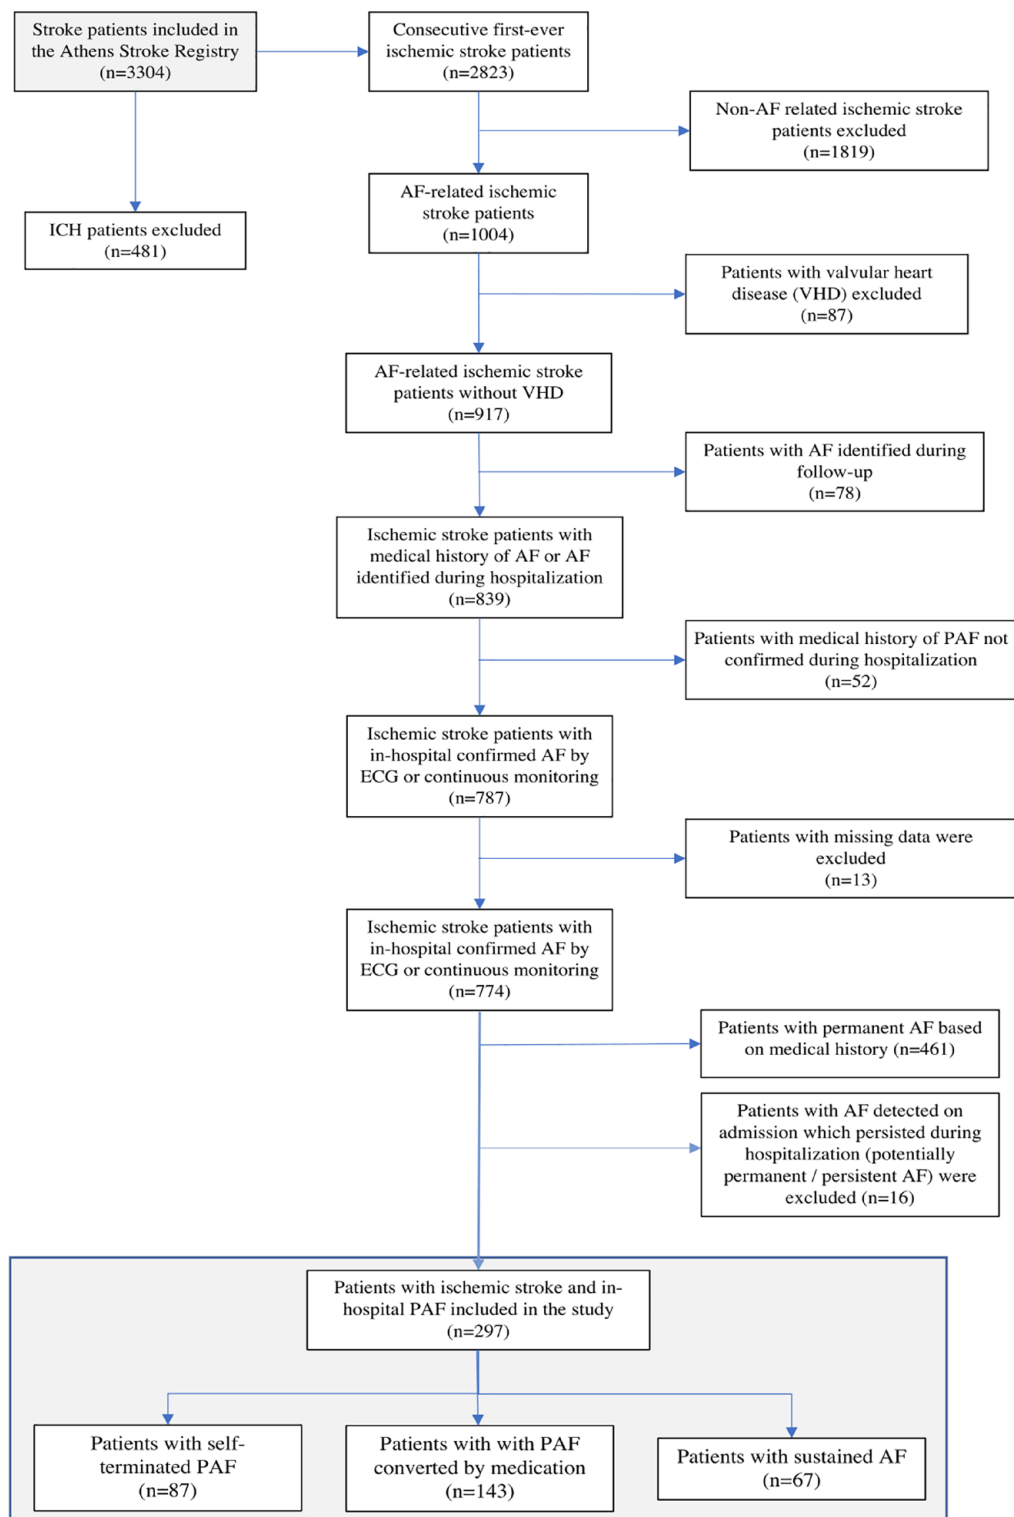 Stroke patients included in
the Athens Stroke Registry
(n=3304)
Consecutive first-ever
ischemic stroke patients
(n=2823)
Non-AF related ischemic stroke
patients excluded
(n=1819)
AF-related ischemic
stroke patients
(n=1004)
ICH patients excluded
(n=481)
Patients with valvular heart
disease (VHD) excluded
(n=87)
AF-related ischemic stroke
patients without VHD
(n=917)
Patients with AF identified during
follow-up
(n=78)
Ischemic stroke patients with
medical history of AF or AF
identified during hospitalization
(n=839)
Patients with medical history of PAF not
confirmed during hospitalization
(n=52)
Ischemic stroke patients with
in-hospital confirmed AF by
ECG or continuous monitoring
(n=787)
Patients with missing data were
excluded
(n=13)
Ischemic stroke patients with
in-hospital confirmed AF by
ECG or continuous monitoring
(n=774)
Patients with permanent AF based
on medical history (n=461)
Patients with AF detected on
admission which persisted during
hospitalization (potentially
permanent / persistent AF) were
excluded (n=16)
Patients with ischemic stroke and in-
hospital PAF included in the study
(n=297)
Patients with self-
terminated PAF
(n=87)
Patients with with PAF
converted by medication
(n=143)
Patients with sustained AF
(n=67)